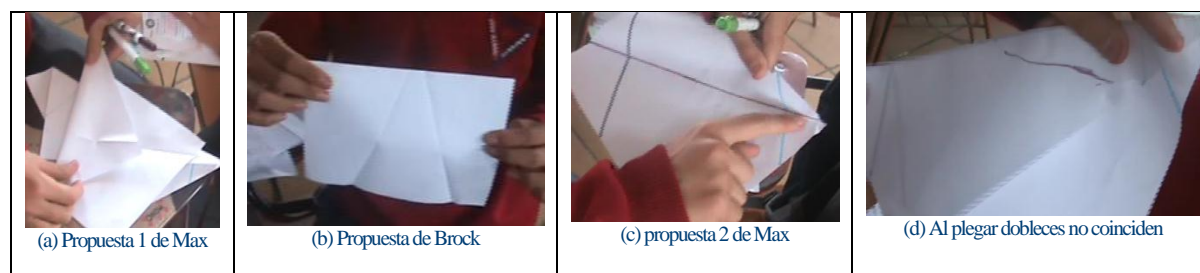 (a) Propuesta 1 de Max
(b) Propuesta de Brock
(c) propuesta 2 de Max
(d) Al plegar dobleces no coinciden